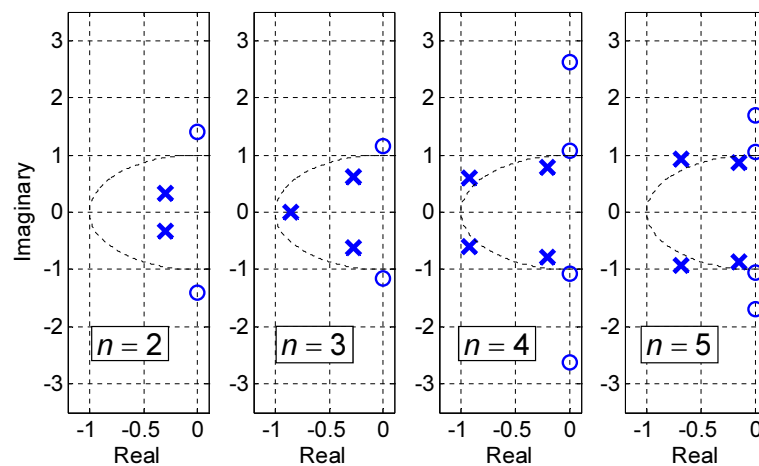 3 3 3 3
2 2 2 2
1 1 1 1
0 0 0 0
-1 -1 -1 -1
-2 -2 -2 -2
-3 -3 -3 -3
Imaginary
n = 2 n = 3 n = 4 n = 5
-1 -0.5 0 -1 -0.5 0 -1 -0.5 0 -1 -0.5 0
Real Real Real Real